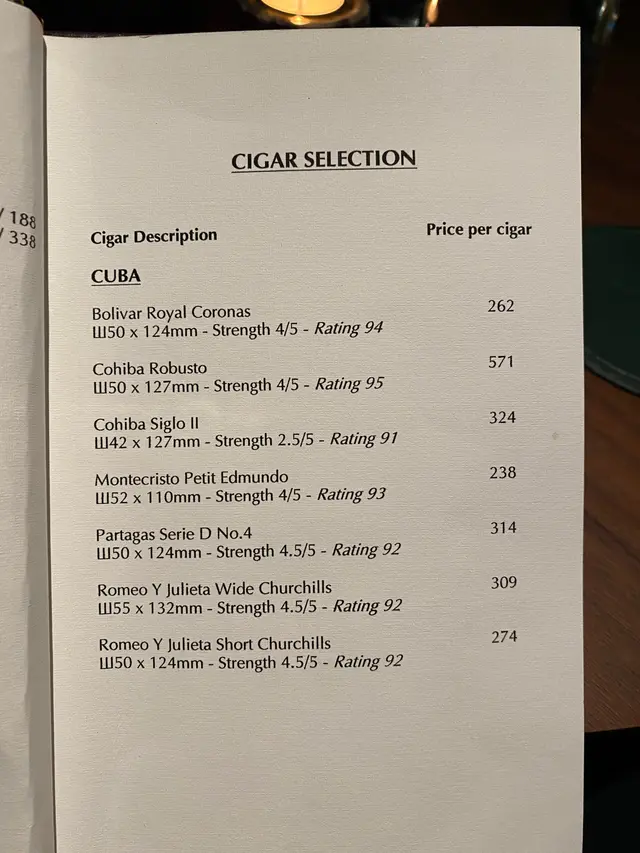 / 188
/ 338
CIGAR SELECTION
Cigar Description Price per cigar
CUBA
Bolivar Royal Coronas 262
Ш50 x 124mm - Strength 4/5 - Rating 94
Cohiba Robusto 571
Ш50 x 127mm - Strength 4/5 - Rating 95
Cohiba Siglo II 324
Ш42 x 127mm - Strength 2.5/5 - Rating 91
Montecristo Petit Edmundo 238
Ш52 x 110mm - Strength 4/5 - Rating 93
Partagas Serie D No.4 314
Ш50 x 124mm - Strength 4.5/5 - Rating 92
Romeo Y Julieta Wide Churchills 309
Ш55 x 132mm - Strength 4.5/5 - Rating 92
Romeo Y Julieta Short Churchills 274
Ш50 x 124mm - Strength 4.5/5 - Rating 92